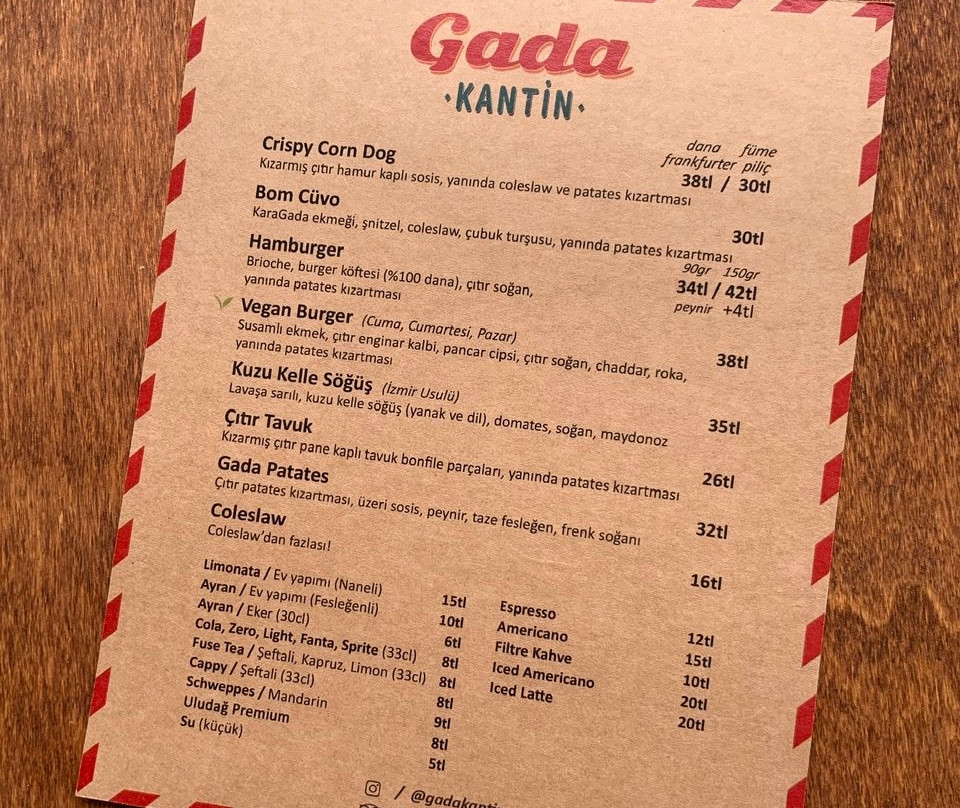 Gada
·KANTİN·
dana füme
frankfurter piliç
Crispy Corn Dog 38tl / 30tl
Kızarmış çıtır hamur kaplı sosis, yanında coleslaw ve patates kızartması
Bom Cüvo 30tl
KaraGada ekmeği, şnitzel, coleslaw, çubuk turşusu, yanında patates kızartması
90gr 150gr
Hamburger 34tl / 42tl
Brioche, burger köftesi (%100 dana), çıtır soğan,
peynir +4tl
yanında patates kızartması
Vegan Burger (Cuma, Cumartesi, Pazar) 38tl
Susamlı ekmek, çıtır enginar kalbi, pancar cipsi, çıtır soğan, chaddar, roka,
yanında patates kızartması
Kuzu Kelle Söğüş (İzmir Usulü) 35tl
Lavaşa sarılı, kuzu kelle söğüş (yanak ve dil), domates, soğan, maydonoz
Çıtır Tavuk 26tl
Kızarmış çıtır pane kaplı tavuk bonfile parçaları, yanında patates kızartması
Gada Patates 32tl
Çıtır patates kızartması, üzeri sosis, peynir, taze fesleğen, frenk soğanı
Coleslaw 16tl
Coleslaw'dan fazlası!
Limonata / Ev yapımı (Naneli) 15tl
Ayran / Ev yapımı (Fesleğenli) 10tl
Ayran / Eker (30cl) 6tl
Cola, Zero, Light, Fanta, Sprite (33cl) 8tl
Fuse Tea / Şeftali, Kapruz, Limon (33cl) 8tl
Cappy / Şeftali (33cl) 8tl
Schweppes / Mandarin 9tl
Uludağ Premium 8tl
Su (küçük) 5tl
Espresso 12tl
Americano 15tl
Filtre Kahve 10tl
Iced Americano 20tl
Iced Latte 20tl
/ @gadakantin